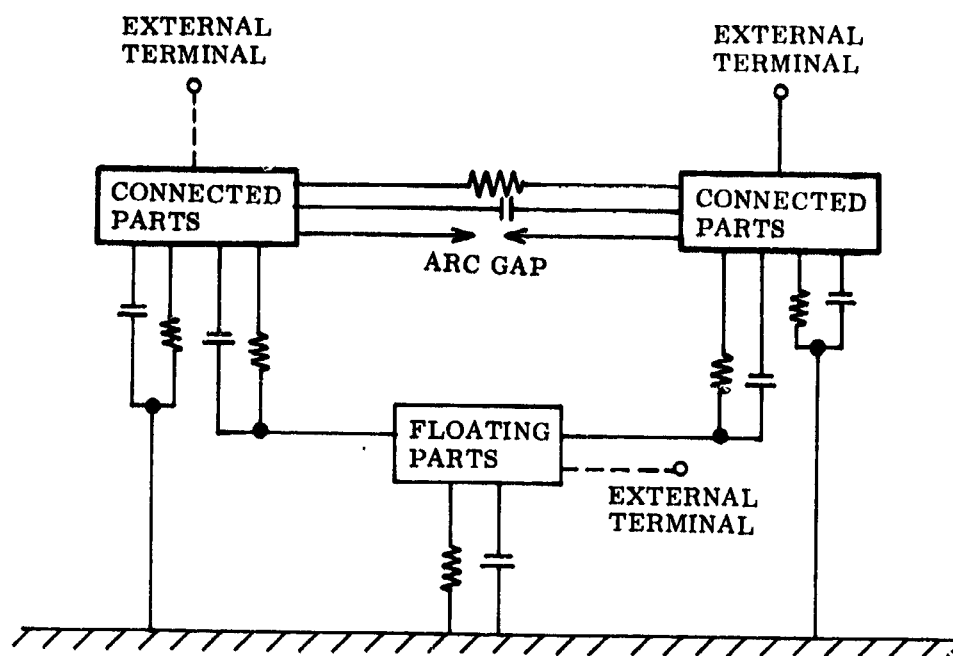 EXTERNAL
TERMINAL
EXTERNAL
TERMINAL
CONNECTED
PARTS
CONNECTED
PARTS
ARC GAP
FLOATING
PARTS
EXTERNAL
TERMINAL